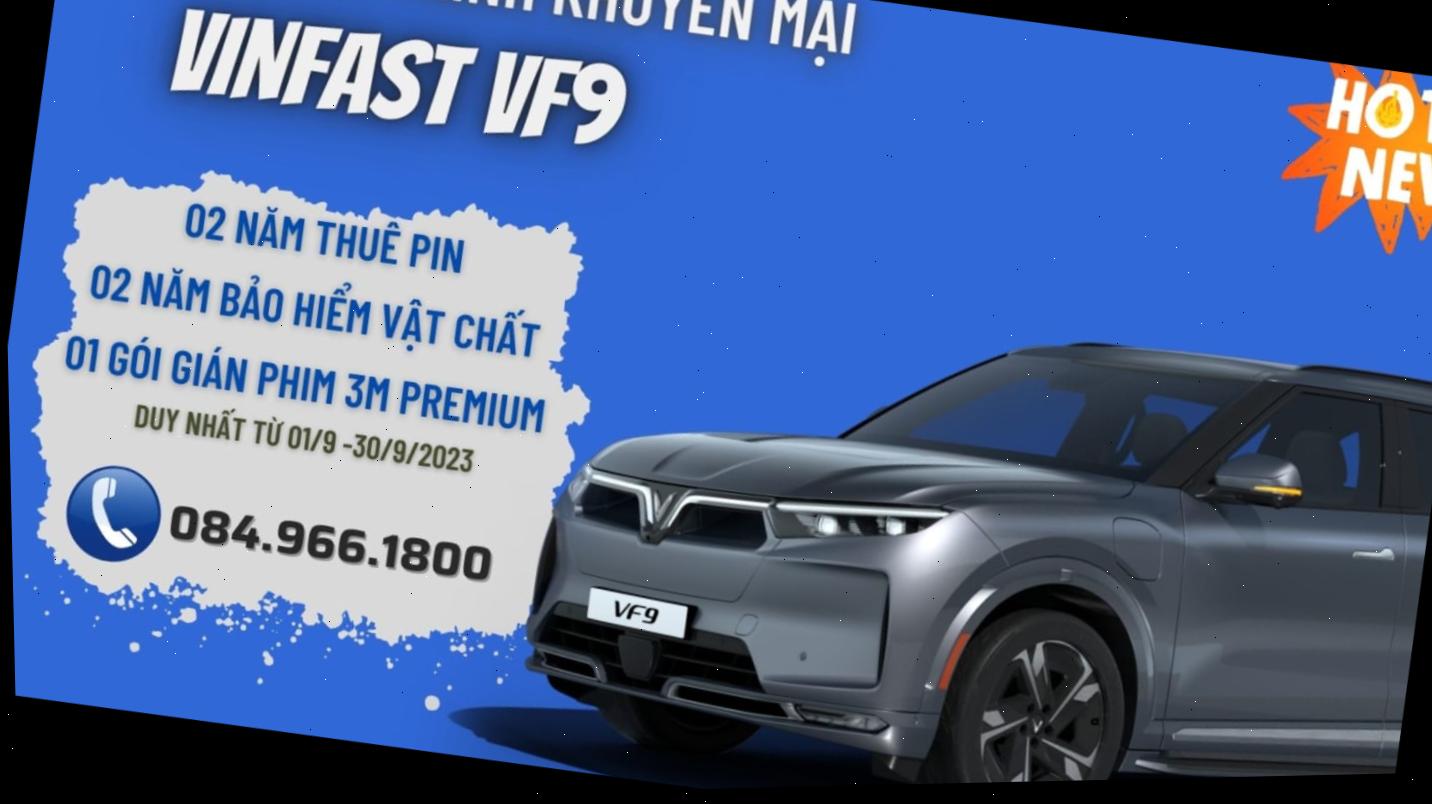 KHUYẾN MẠI
VINFAST VF9
HOT
02 NĂM THUÊ PIN
02 NĂM BẢO HIỂM VẬT CHẤT
01 GÓI GIÁN PHIM 3M PREMIUM
DUY NHẤT TỪ 01/9 -30/9/2023
084.966.1800
VF9